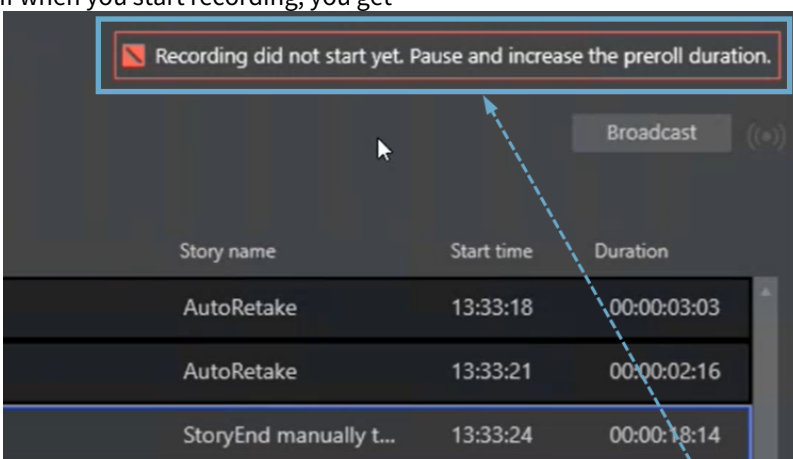 when you start recording, you get
Recording did not start yet. Pause and increase the preroll duration.
Broadcast
Story name Start time Duration
AutoRetake 13:33:18 00:00:03:03
AutoRetake 13:33:21 00:00:02:16
StoryEnd manually t... 13:33:24 00:00:18:14